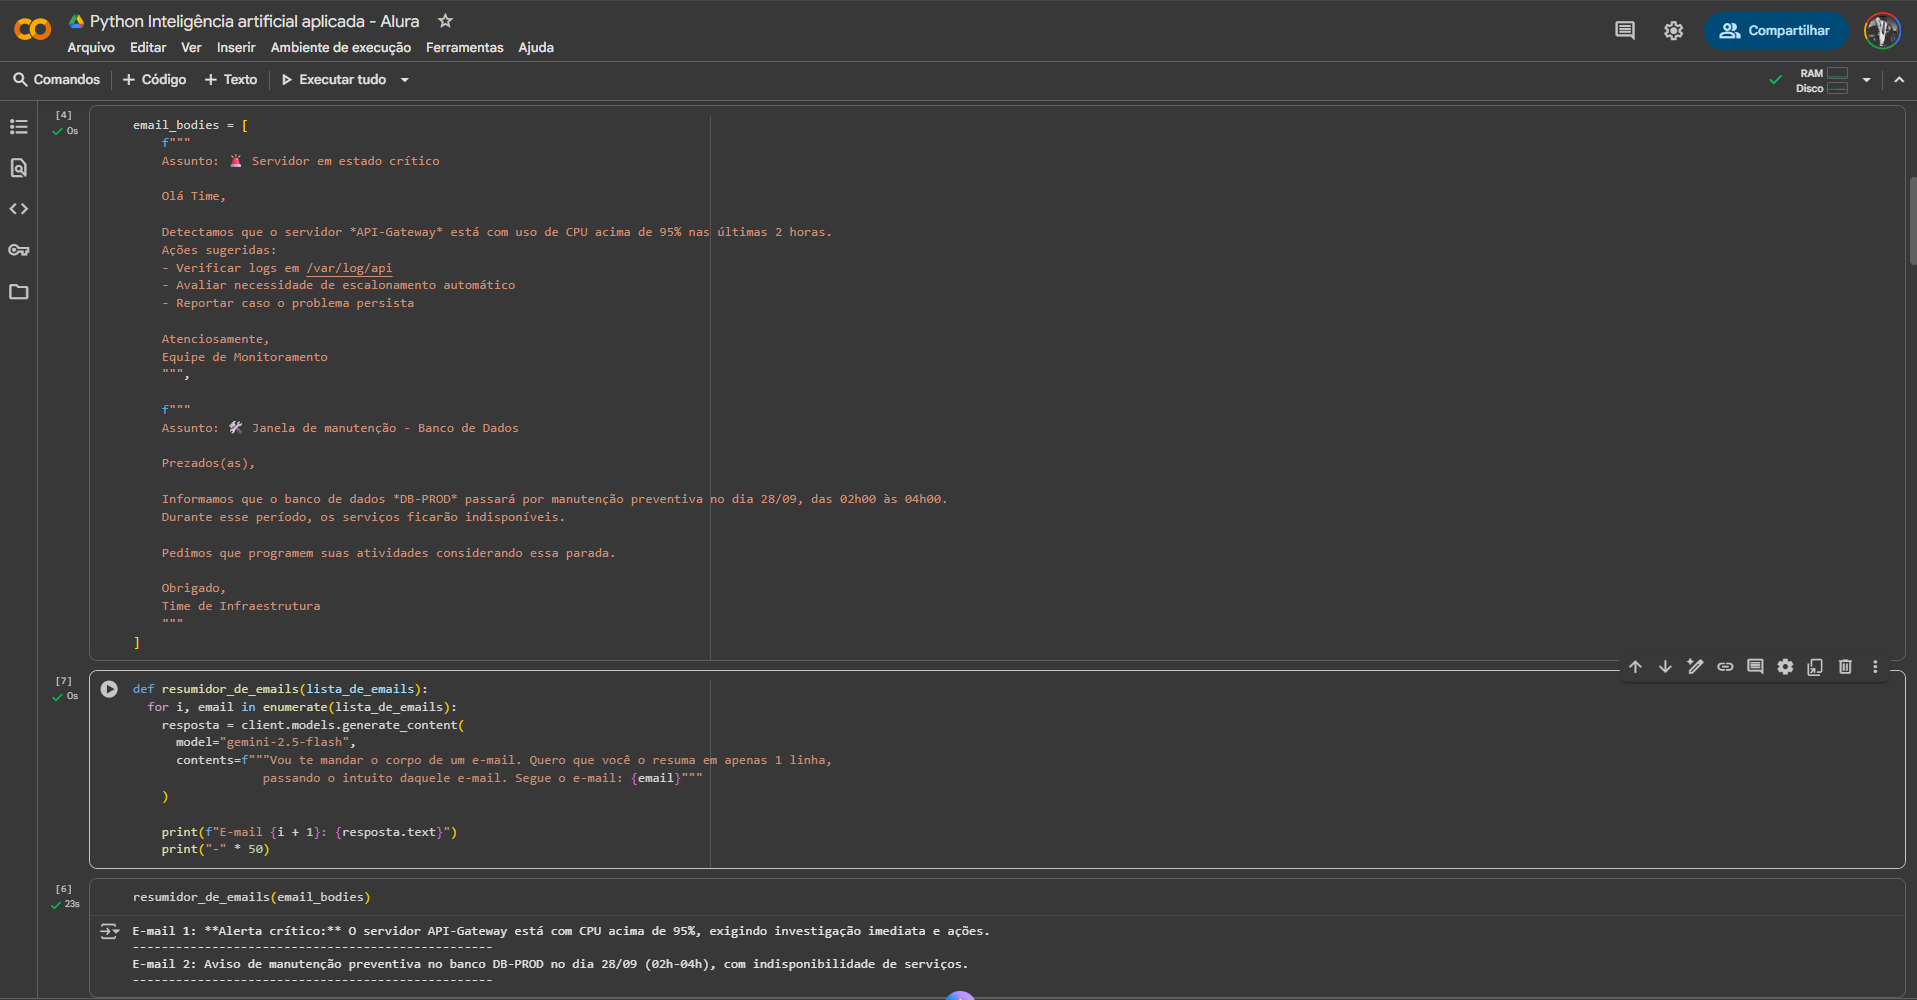 Python Inteligência artificial aplicada - Alura
Arquivo Editar Ver Inserir Ambiente de execução Ferramentas Ajuda
Compartilhar
Comandos + Código + Texto Executar tudo
RAM
Disco
[4]
0s
email_bodies = [
f"""
Assunto: 🚨 Servidor em estado crítico
Olá Time,
Detectamos que o servidor *API-Gateway* está com uso de CPU acima de 95% nas últimas 2 horas.
Ações sugeridas:
- Verificar logs em /var/log/api
- Avaliar necessidade de escalonamento automático
- Reportar caso o problema persista
Atenciosamente,
Equipe de Monitoramento
""",
f"""
Assunto: 🛠 Janela de manutenção - Banco de Dados
Prezados(as),
Informamos que o banco de dados *DB-PROD* passará por manutenção preventiva no dia 28/09, das 02h00 às 04h00.
Durante esse período, os serviços ficarão indisponíveis.
Pedimos que programem suas atividades considerando essa parada.
Obrigado,
Time de Infraestrutura
"""
]
[7]
0s
def resumidor_de_emails(lista_de_emails):
for i, email in enumerate(lista_de_emails):
resposta = client.models.generate_content(
model="gemini-2.5-flash",
contents=f"""Vou te mandar o corpo de um e-mail. Quero que você o resuma em apenas 1 linha,
passando o intuito daquele e-mail. Segue o e-mail: {email}"""
)
print(f"E-mail {i + 1}: {resposta.text}")
print("-" * 50)
[6]
23s
resumidor_de_emails(email_bodies)
E-mail 1: **Alerta crítico:** O servidor API-Gateway está com CPU acima de 95%, exigindo investigação imediata e ações.
--------------------------------------------------
E-mail 2: Aviso de manutenção preventiva no banco DB-PROD no dia 28/09 (02h-04h), com indisponibilidade de serviços.
--------------------------------------------------